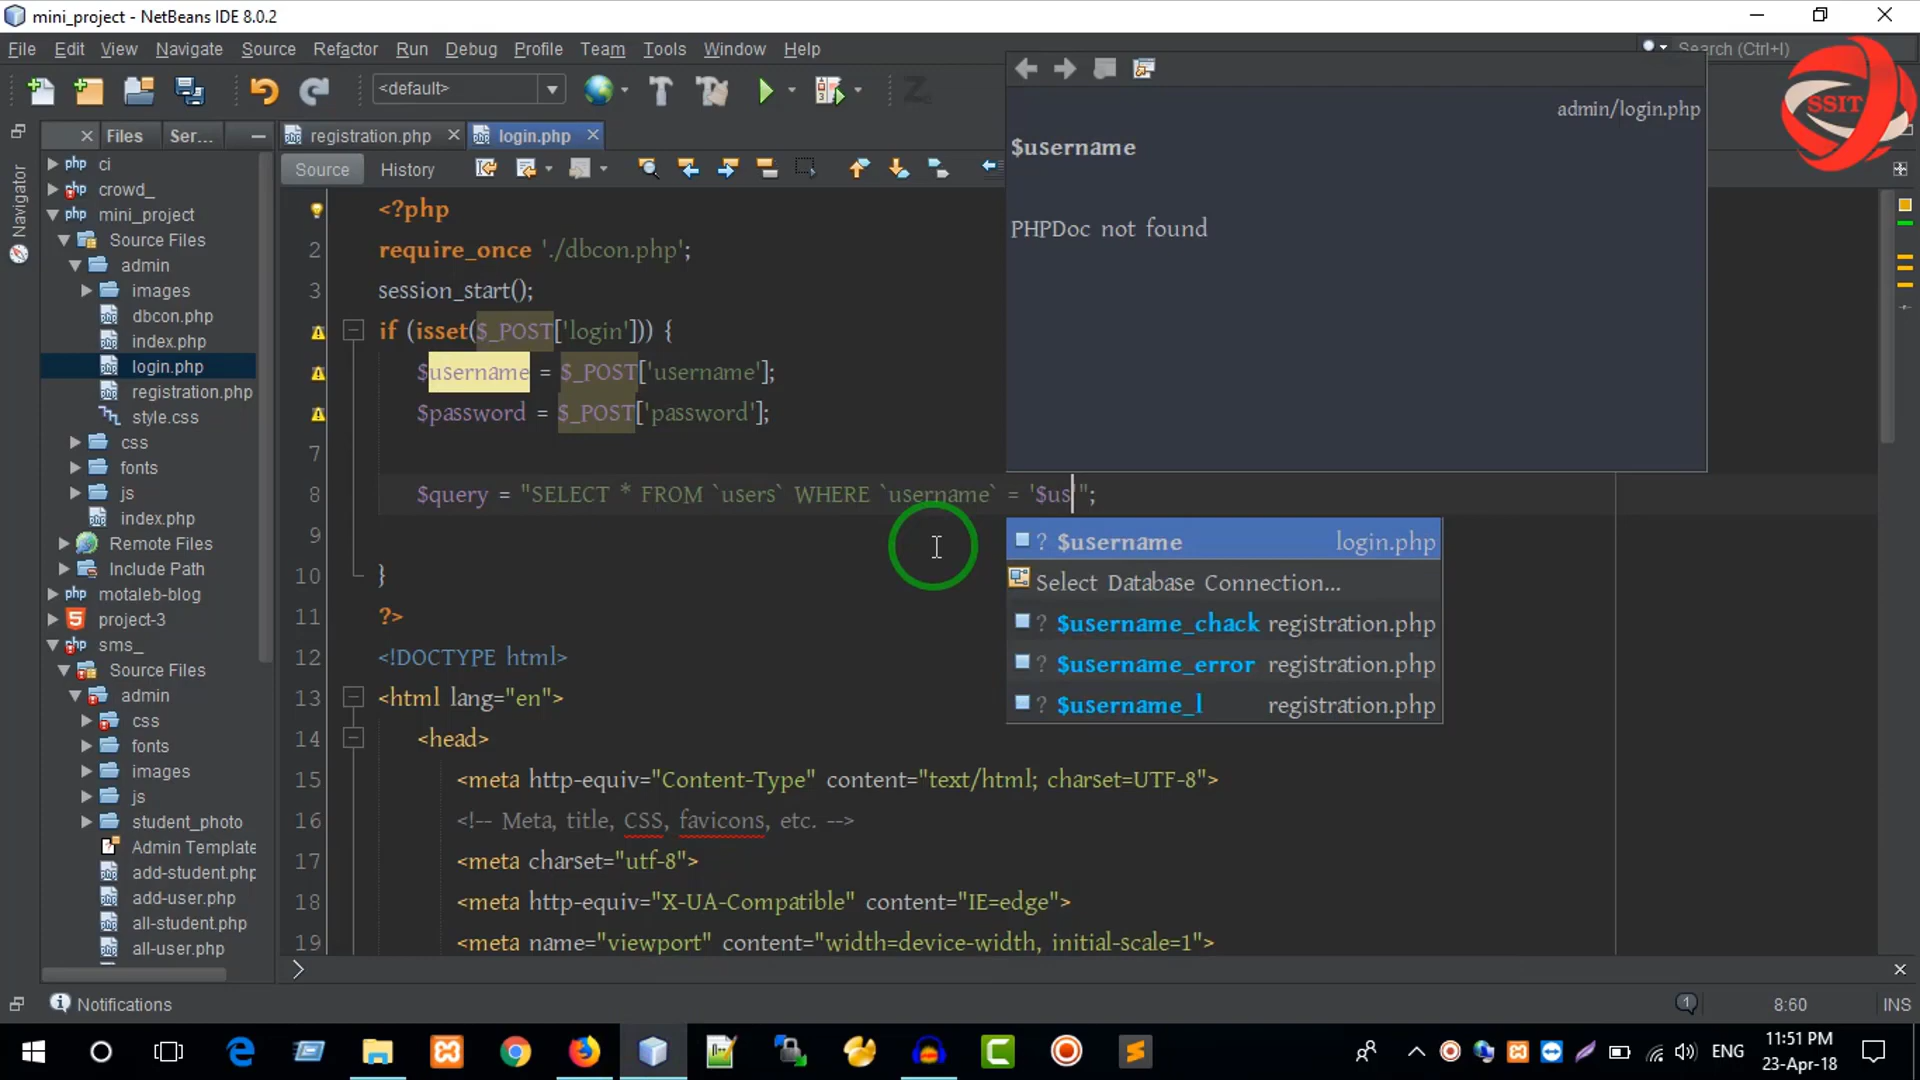 mini_project - NetBeans IDE 8.0.2
File Edit View Navigate Source Refactor Run Debug Profile Team Tools Window Help
Search (Ctrl+I)
<default>
SSIT
Files Ser...
registration.php login.php
Source History
Navigator
ci
crowd_
mini_project
Source Files
admin
images
dbcon.php
index.php
login.php
registration.php
style.css
css
fonts
js
index.php
Remote Files
Include Path
motaleb-blog
project-3
sms_
Source Files
admin
css
fonts
images
js
student_photo
Admin Template
add-student.php
add-user.php
all-student.php
all-user.php
<?php
2 require_once './dbcon.php';
3 session_start();
if (isset($_POST['login'])) {
$username = $_POST['username'];
$password = $_POST['password'];
7
8 $query = "SELECT * FROM `users` WHERE `username` = '$us'";
9
10 }
11 ?>
12 <!DOCTYPE html>
13 <html lang="en">
14 <head>
15 <meta http-equiv="Content-Type" content="text/html; charset=UTF-8">
16 <!-- Meta, title, CSS, favicons, etc. -->
17 <meta charset="utf-8">
18 <meta http-equiv="X-UA-Compatible" content="IE=edge">
19 <meta name="viewport" content="width=device-width, initial-scale=1">
admin/login.php
$username
PHPDoc not found
? $username login.php
Select Database Connection...
? $username_chack registration.php
? $username_error registration.php
? $username_l registration.php
Notifications
1
8:60
INS
ENG
11:51 PM
23-Apr-18